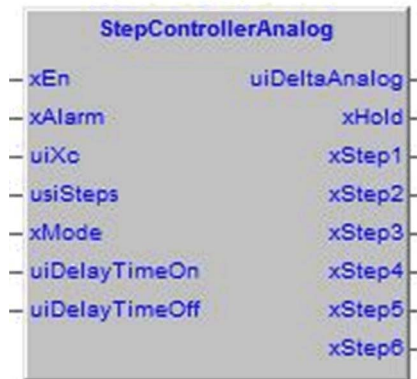 StepControllerAnalog
xEn uiDeltaAnalog
xAlarm xHold
uiXc xStep1
usiSteps xStep2
xMode xStep3
uiDelayTimeOn xStep4
uiDelayTimeOff xStep5
xStep6